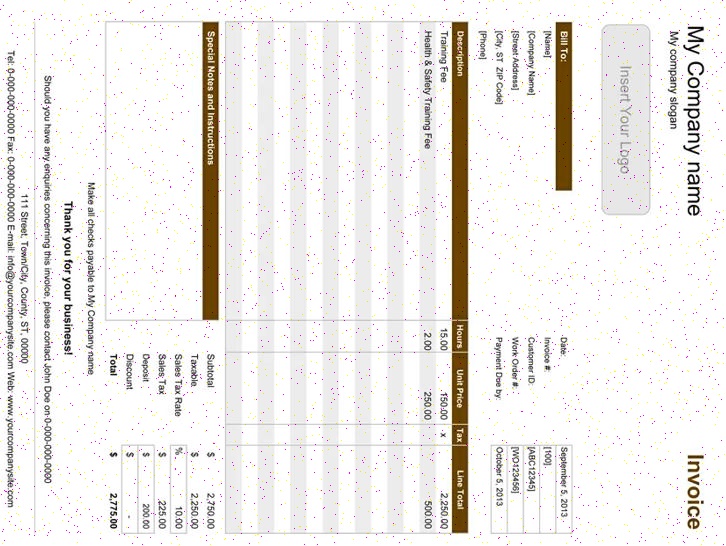 My Company name
Invoice
My company slogan
Insert Your Logo
Bill To:
[Name]
[Company Name]
[Street Address]
[City, ST ZIP Code]
[Phone]
Date: September 5, 2013
Invoice #: [100]
Customer ID: [ABC12345]
Work Order #: [WO123456]
Payment Due by: October 5, 2013
Description Hours Unit Price Tax Line Total
Training Fee 15.00 150.00 x 2,250.00
Health & Safety Training Fee 2.00 250.00 500.00
Special Notes and Instructions
Subtotal $ 2,750.00
Taxable $ 2,250.00
Sales Tax Rate % 10.00
Sales Tax $ 225.00
Deposit $ 200.00
Discount $ -
Total $ 2,775.00
Make all checks payable to My Company name
Thank you for your business!
Should you have any enquiries concerning this invoice, please contact John Doe on 0-000-000-0000
111 Street, Town/City, County, ST, 00000
Tel: 0-000-000-0000 Fax: 0-000-000-0000 E-mail: info@yourcompanysite.com Web: www.yourcompanysite.com